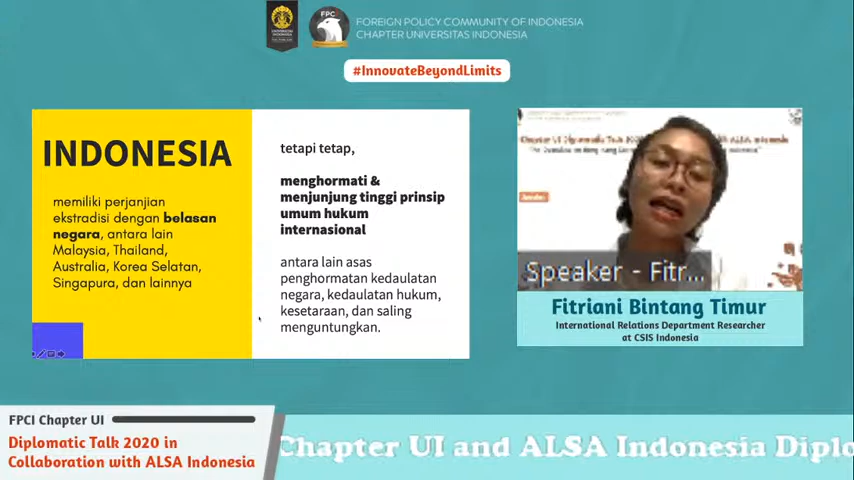 FPC
FOREIGN POLICY COMMUNITY OF INDONESIA
CHAPTER UNIVERSITAS INDONESIA
#InnovateBeyondLimits
INDONESIA
memiliki perjanjian
ekstradisi dengan belasan
negara, antara lain
Malaysia, Thailand,
Australia, Korea Selatan,
Singapura, dan lainnya
tetapi tetap,
menghormati &
menjunjung tinggi prinsip
umum hukum
internasional
antara lain asas
penghormatan kedaulatan
negara, kedaulatan hukum,
kesetaraan, dan saling
menguntungkan.
Speaker - Fitr...
Fitriani Bintang Timur
International Relations Department Researcher
at CSIS Indonesia
FPCI Chapter UI
Diplomatic Talk 2020 in
Collaboration with ALSA Indonesia
Chapter UI and ALSA Indonesia Diplo